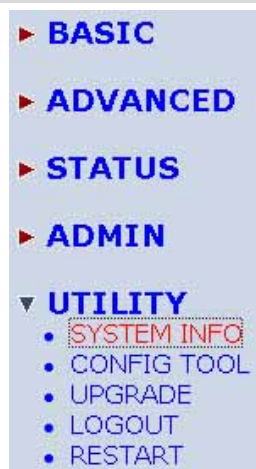 BASIC
ADVANCED
STATUS
ADMIN
UTILITY
SYSTEM INFO
CONFIG TOOL
UPGRADE
LOGOUT
RESTART